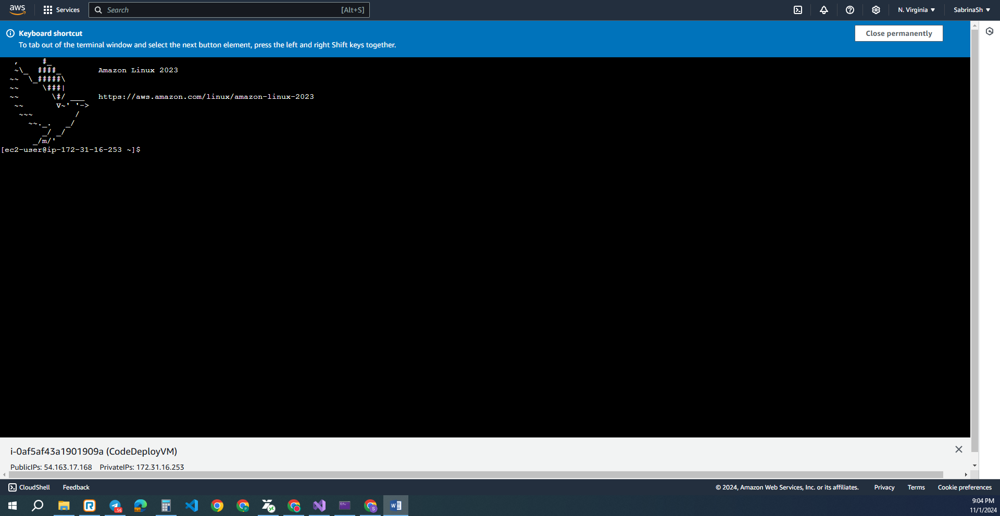 aws Services Search [Alt+S] N. Virginia SabrinaSh
Keyboard shortcut
To tab out of the terminal window and select the next button element, press the left and right Shift keys together.
Close permanently
   ,     #_
   ~\_  ####_        Amazon Linux 2023
  ~~  \_#####\
  ~~     \###|
  ~~       \#/ ___   https://aws.amazon.com/linux/amazon-linux-2023
   ~~       V~' '->
    ~~~         /
      ~~._.   _/
         _/ _/
       _/m/'
[ec2-user@ip-172-31-16-253 ~]$
i-0af5af43a1901909a (CodeDeployVM)
PublicIPs: 54.163.17.168 PrivateIPs: 172.31.16.253
CloudShell Feedback © 2024, Amazon Web Services, Inc. or its affiliates. Privacy Terms Cookie preferences
9:04 PM
11/1/2024